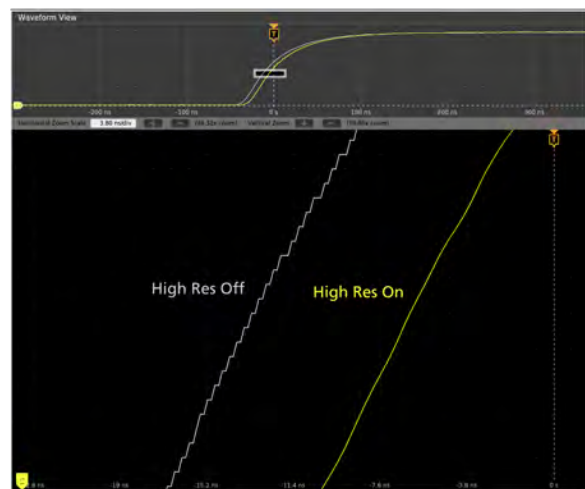 Waveform View
T
-200 ns -100 ns 0 s 100 ns 200 ns 300 ns
Horizontal Zoom Scale 3.80 ns/div Vertical Zoom
T
High Res Off
High Res On
-19 ns -15.2 ns -11.4 ns -7.6 ns -3.8 ns 0 s